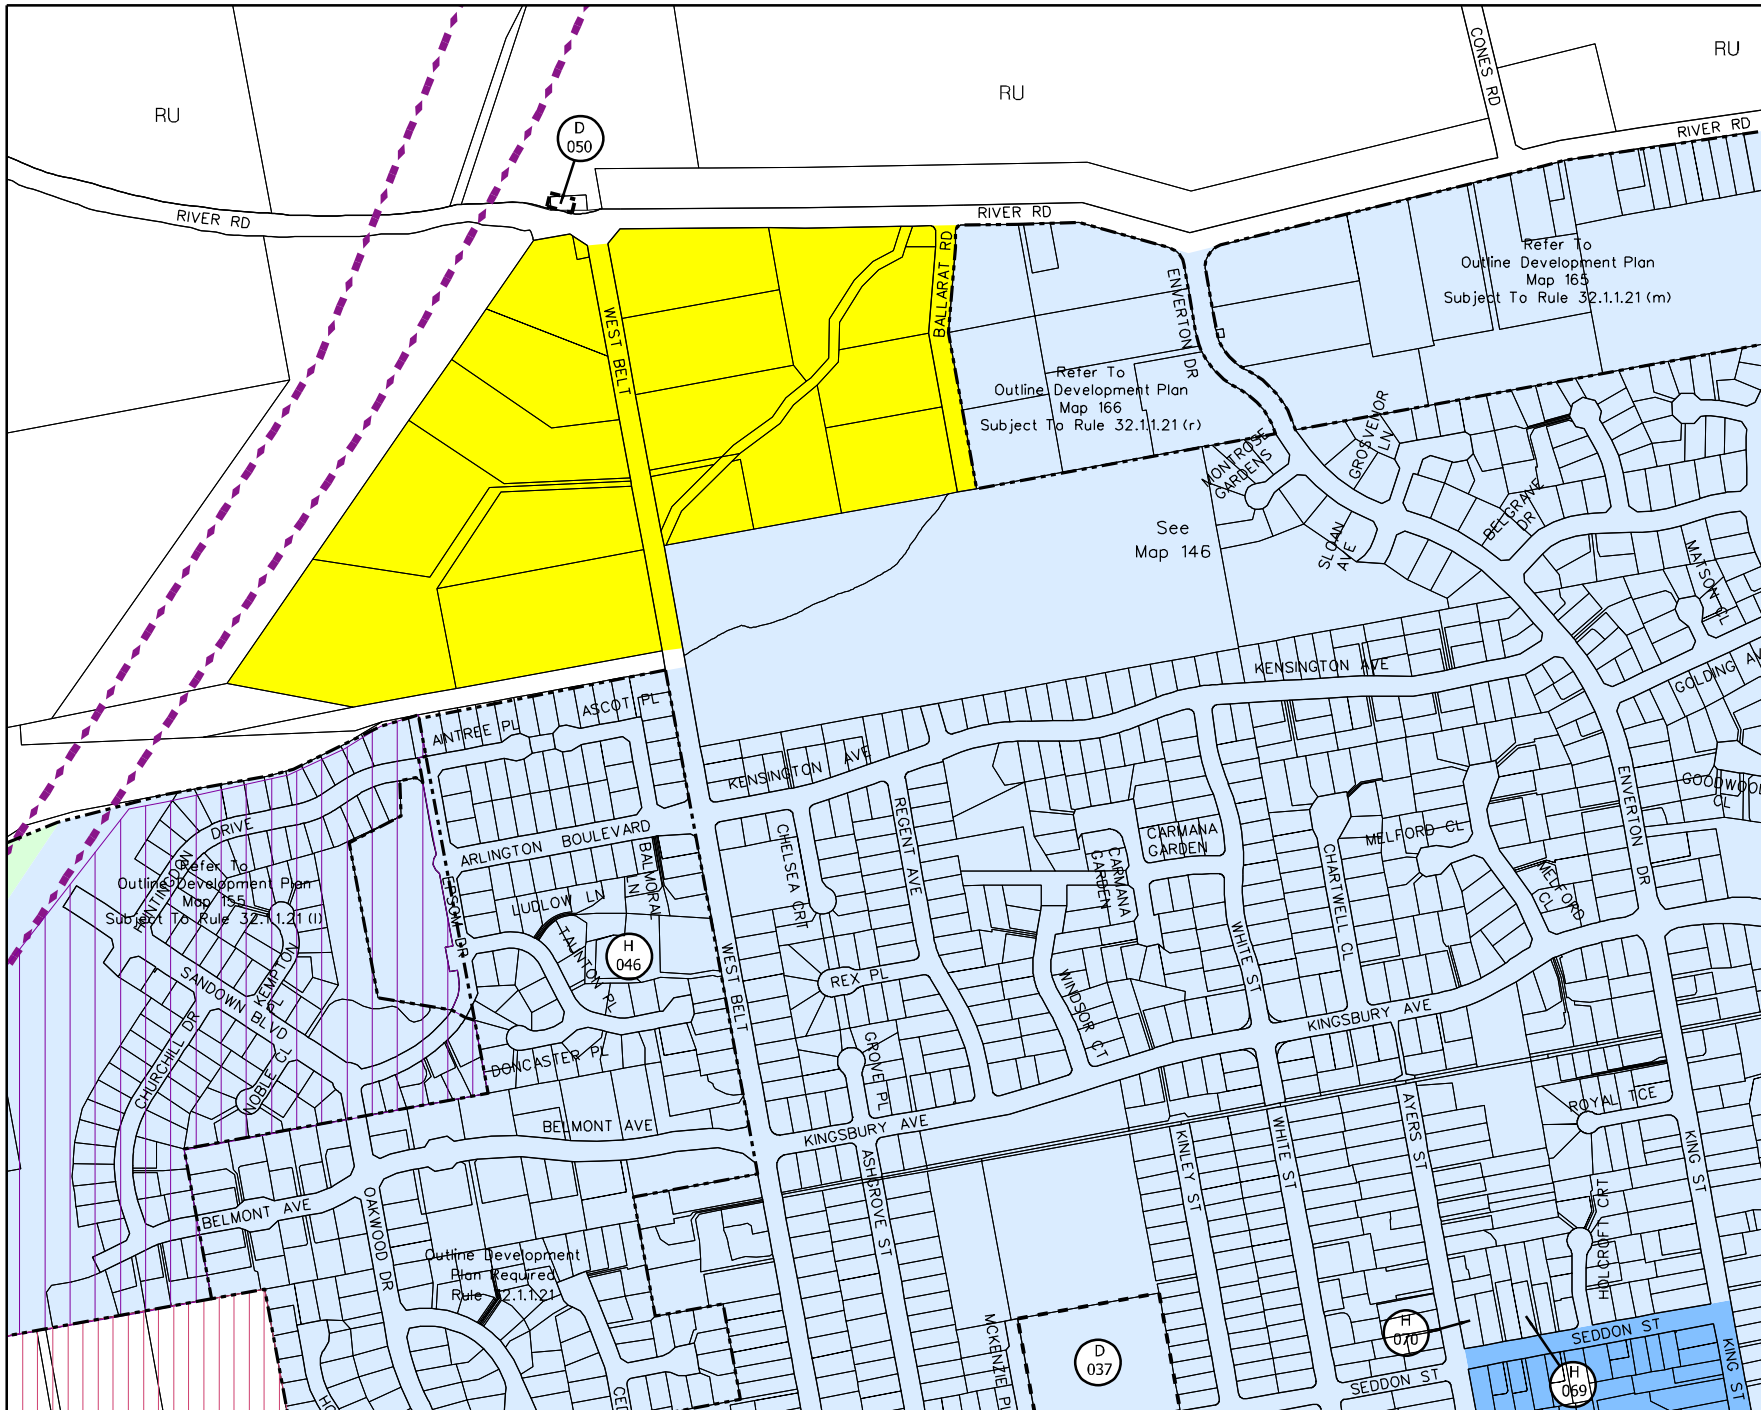 RU
RU
RU
CONES RD
RIVER RD
D
050
RIVER RD
RIVER RD
BALLARAT RD
ENVERTON DR
WEST BELT
Refer To
Outline Development Plan
Map 165
Subject To Rule 32.1.1.21 (m)
Refer To
Outline Development Plan
Map 166
Subject To Rule 32.1.1.21 (r)
MONTROSE
GARDENS
GROSVENOR
LN
See
Map 146
SLOAN
AVE
BELGRAVE
DR
MATSON CL
KENSINGTON AVE
GOLDING AV
AINTREE PL
ASCOT PL
KENSINGTON AVE
ENVERTON DR
GOODWOO
CL
DRIVE
HUNTINGDON
ARLINGTON BOULEVARD
BALMORAL
LN
CHELSEA CRT
REGENT AVE
CARMANA
GARDEN
CARMANA
GARDEN
CHARTWELL CL
MELFORD CL
MELFORD
CL
Refer To
Outline Development Plan
Map 155
Subject To Rule 32.1.1.21 (l)
EPSOM DR
LUDLOW LN
TAUNTON PL
H
046
WEST BELT
REX PL
WINDSOR CT
WHITE ST
KINGSBURY AVE
SANDOWN BLVD
KEMPTON
PL
CHURCHILL DR
NOBLE CL
DONCASTER PL
GROVE PL
BELMONT AVE
KINGSBURY AVE
ROYAL TCE
AYERS ST
WHITE ST
KINLEY ST
KING ST
ASHGROVE ST
BELMONT AVE
OAKWOOD DR
HOLCROFT CRT
Outline Development
Plan Required
Rule 32.1.1.21
MCKENZIE PL
D
037
H
070
SEDDON ST
SEDDON ST
KING ST
H
069
HO
CED